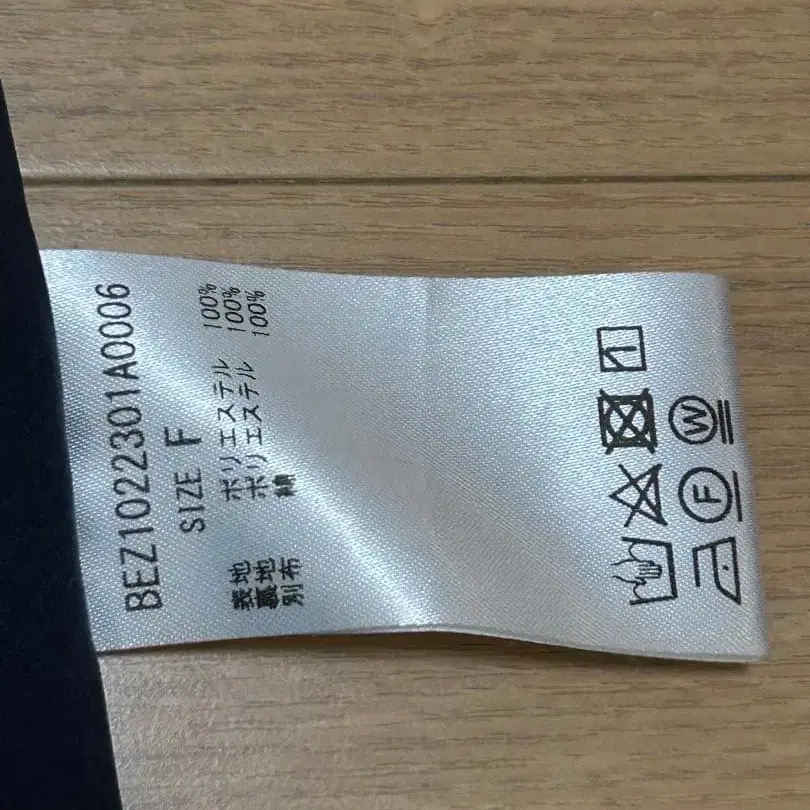 BEZ1022301A0006
SIZE F
表地 ポリエステル 100%
裏地 ポリエステル 100%
別布 綿 100%
F W